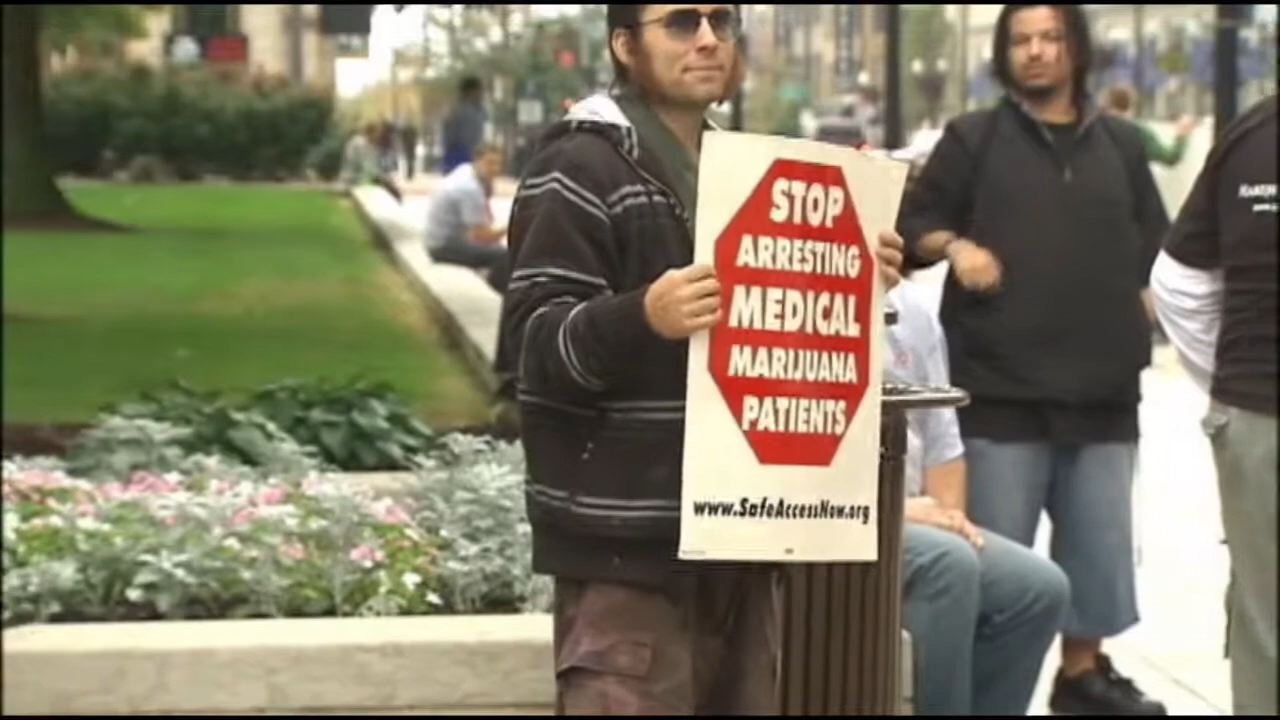 STOP
ARRESTING
MEDICAL
MARIJUANA
PATIENTS
www.SafeAccessNow.org